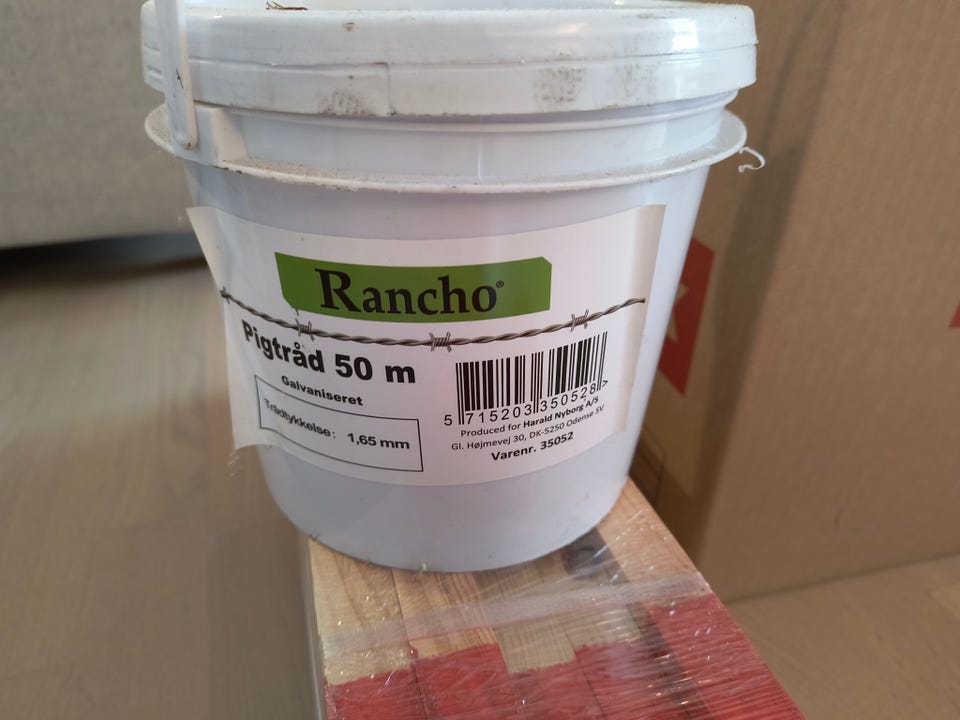 Rancho®
Pigtråd 50 m
Galvaniseret
Trådtykkelse: 1,65 mm
5 715203 350528 >
Produced for Harald Nyborg A/S
Gl. Højmevej 30, DK-5250 Odense SV
Varenr. 35052